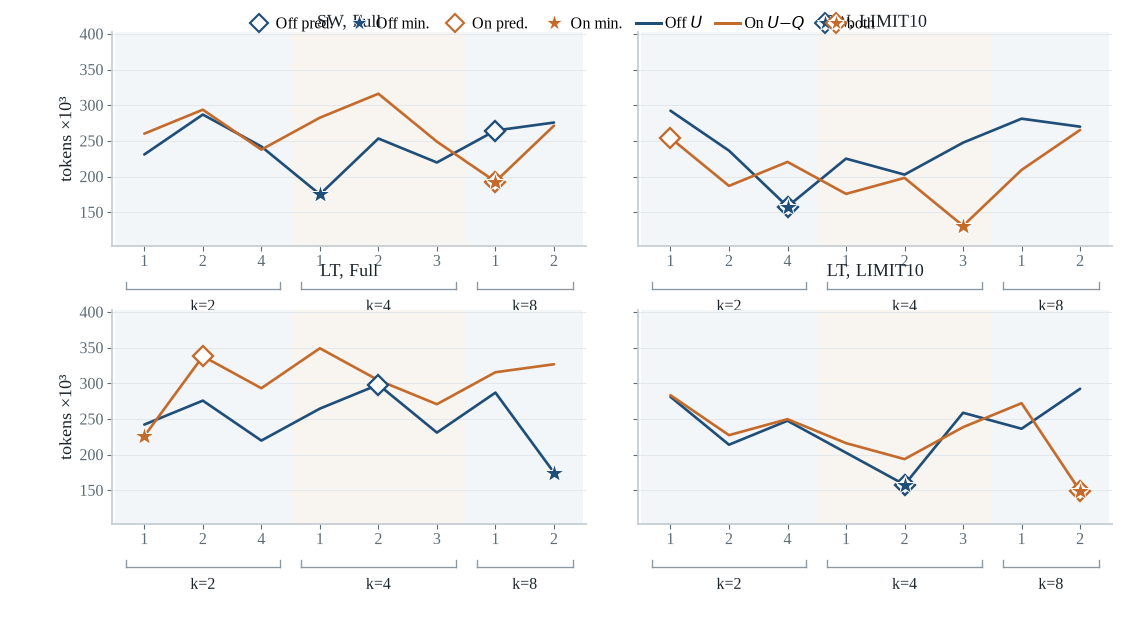 SW, Full
Off pred. Off min. On pred. On min. Off U On U−Q both
LIMIT10
400
350
300
250
200
150
tokens ×10³
1 2 4 1 2 3 1 2
1 2 4 1 2 3 1 2
k=2 k=4 k=8
k=2 k=4 k=8
LT, Full
LT, LIMIT10
400
350
300
250
200
150
tokens ×10³
1 2 4 1 2 3 1 2
1 2 4 1 2 3 1 2
k=2 k=4 k=8
k=2 k=4 k=8